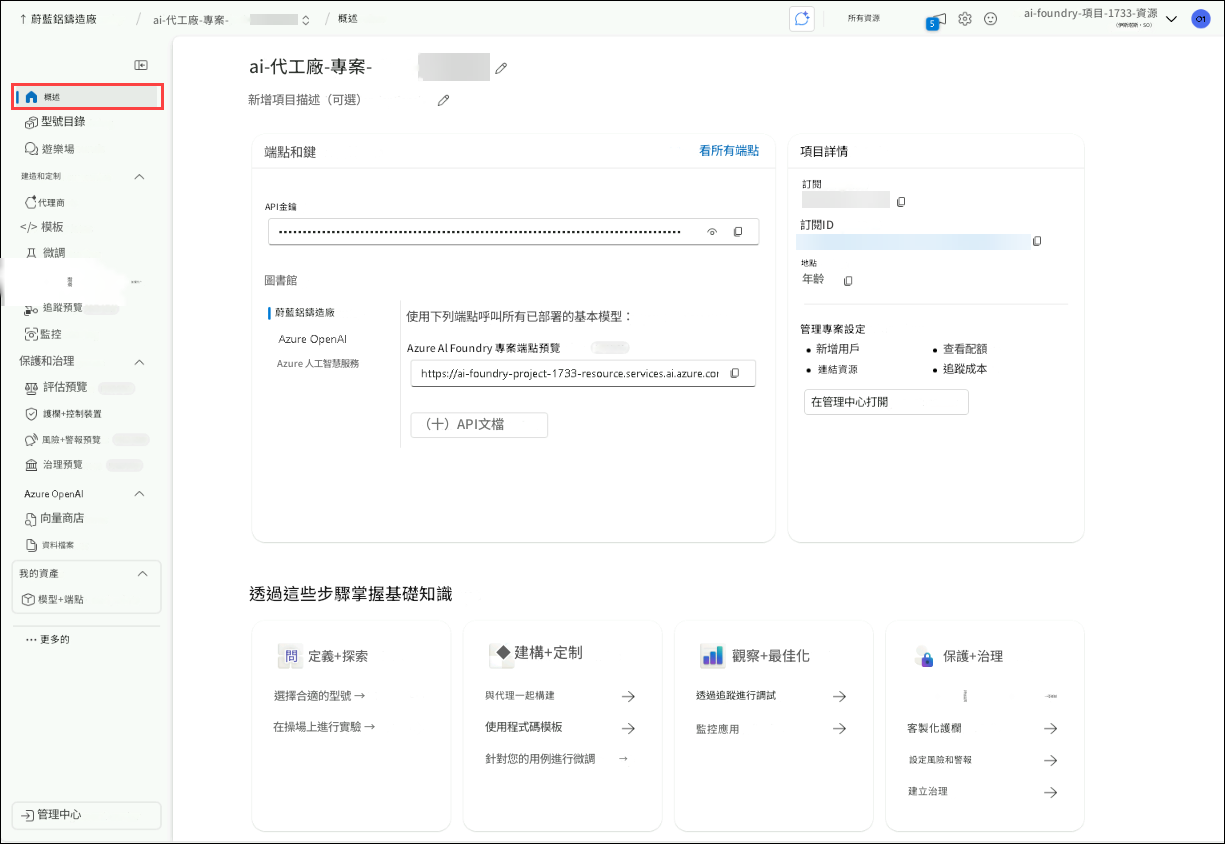 ↑ 蔚藍鋁鑄造廠 / ai-代工廠-專案- / 概述
所有資源
5
ai-foundry-項目-1733-資源
01
概述
型號目錄
遊樂場
建造和定制
代理商
</> 模板
微調
追蹤預覽
監控
保護和治理
評估預覽
護欄+控制裝置
風險+警報預覽
治理預覽
Azure OpenAI
向量商店
資料檔案
我的資產
模型+端點
··· 更多的
管理中心
ai-代工廠-專案-
新增項目描述（可選）
端點和鍵
看所有端點
API金鑰
圖書館
蔚藍鋁鑄造廠
Azure OpenAI
Azure 人工智慧服務
使用下列端點呼叫所有已部署的基本模型：
Azure AI Foundry 專案端點預覽
https://ai-foundry-project-1733-resource.services.ai.azure.cor
（十）API文檔
項目詳情
訂閱
訂閱ID
地點
年齡
管理專案設定
• 新增用戶
• 查看配額
• 連結資源
• 追蹤成本
在管理中心打開
透過這些步驟掌握基礎知識
問 定義+探索
選擇合適的型號→
在操場上進行實驗→
建構+定制
與代理一起構建 →
使用程式碼模板 →
針對您的用例進行微調 →
觀察+最佳化
透過追蹤進行調試 →
監控應用 →
保護+治理
客製化護欄 →
設定風險和警報 →
建立治理 →